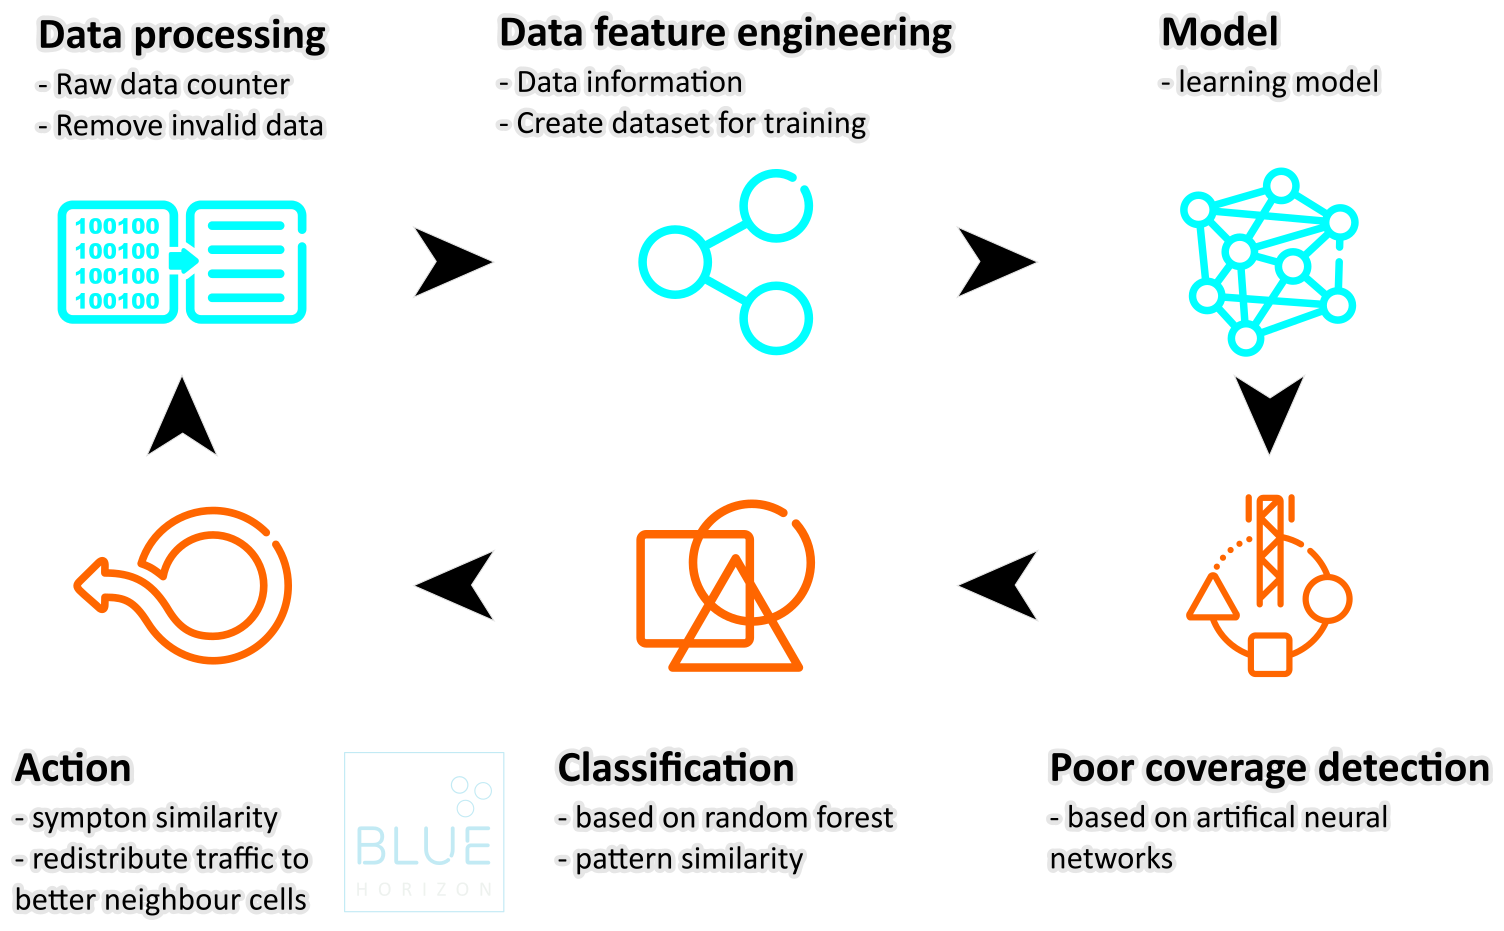 Data processing
- Raw data counter
- Remove invalid data
Data feature engineering
- Data information
- Create dataset for training
Model
- learning model
100100
100100
100100
100100
Action
- sympton similarity
- redistribute traffic to
better neighbour cells
BLUE
HORIZON
Classification
- based on random forest
- pattern similarity
Poor coverage detection
- based on artifical neural
networks